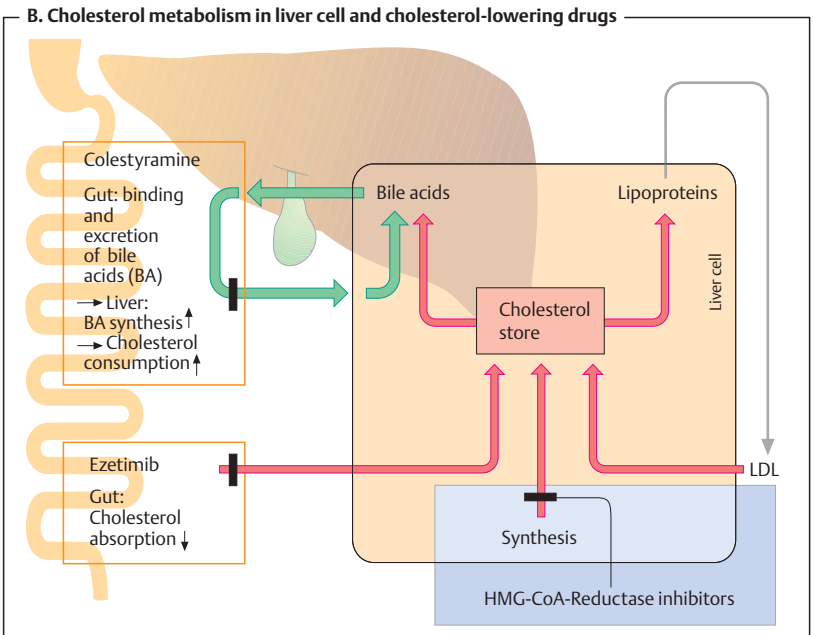 B. Cholesterol metabolism in liver cell and cholesterol-lowering drugs
Colestyramine
Gut: binding
and
excretion
of bile
acids (BA)
→ Liver:
BA synthesis ↑
→ Cholesterol
consumption ↑
Bile acids
Lipoproteins
Liver cell
Cholesterol
store
Ezetimib
Gut:
Cholesterol
absorption ↓
LDL
Synthesis
HMG-CoA-Reductase inhibitors